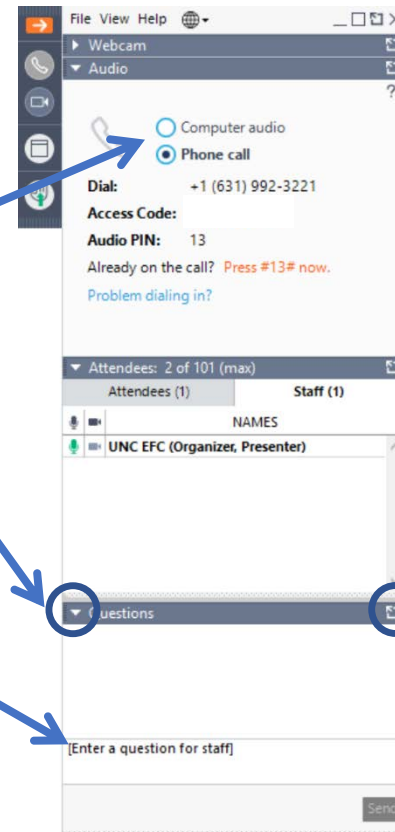 File View Help
Webcam
Audio
?
Computer audio
Phone call
Dial: +1 (631) 992-3221
Access Code:
Audio PIN: 13
Already on the call? Press #13# now.
Problem dialing in?
Attendees: 2 of 101 (max)
Attendees (1) Staff (1)
NAMES
UNC EFC (Organizer, Presenter)
Questions
[Enter a question for staff]
Send